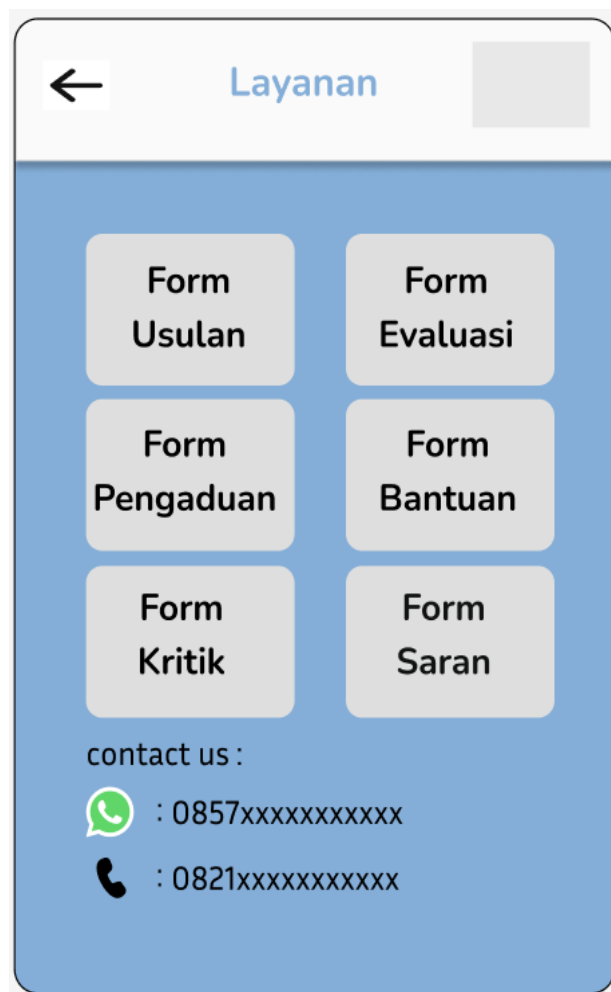 Layanan
Form
Usulan
Form
Evaluasi
Form
Pengaduan
Form
Bantuan
Form
Kritik
Form
Saran
contact us :
: 0857xxxxxxxxxxx
: 0821xxxxxxxxxxx